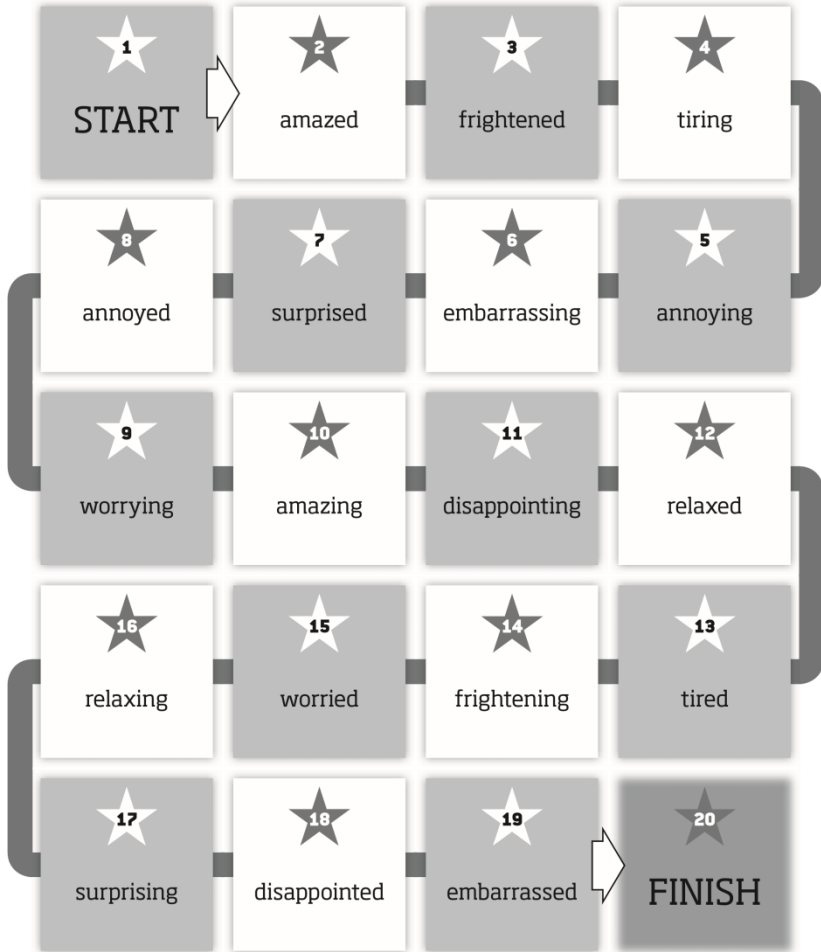 1
START
2
amazed
3
frightened
4
tiring
5
annoying
6
embarrassing
7
surprised
8
annoyed
9
worrying
10
amazing
11
disappointing
12
relaxed
13
tired
14
frightening
15
worried
16
relaxing
17
surprising
18
disappointed
19
embarrassed
20
FINISH